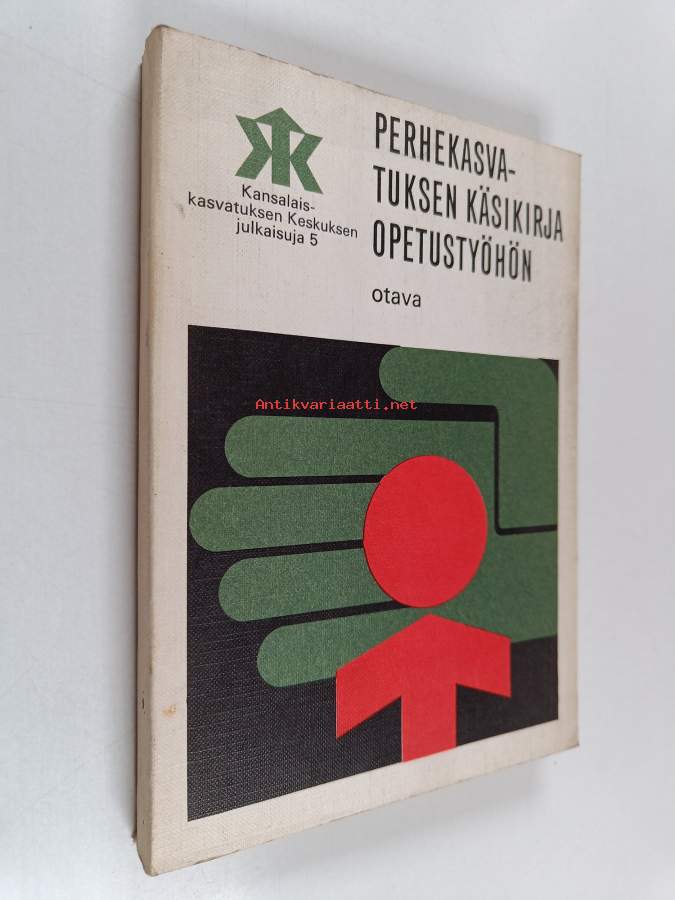 Kansalais-
kasvatuksen Keskuksen
julkaisuja 5
PERHEKASVA-
TUKSEN KÄSIKIRJA
OPETUSTYÖHÖN
otava
Antikvariaatti.net